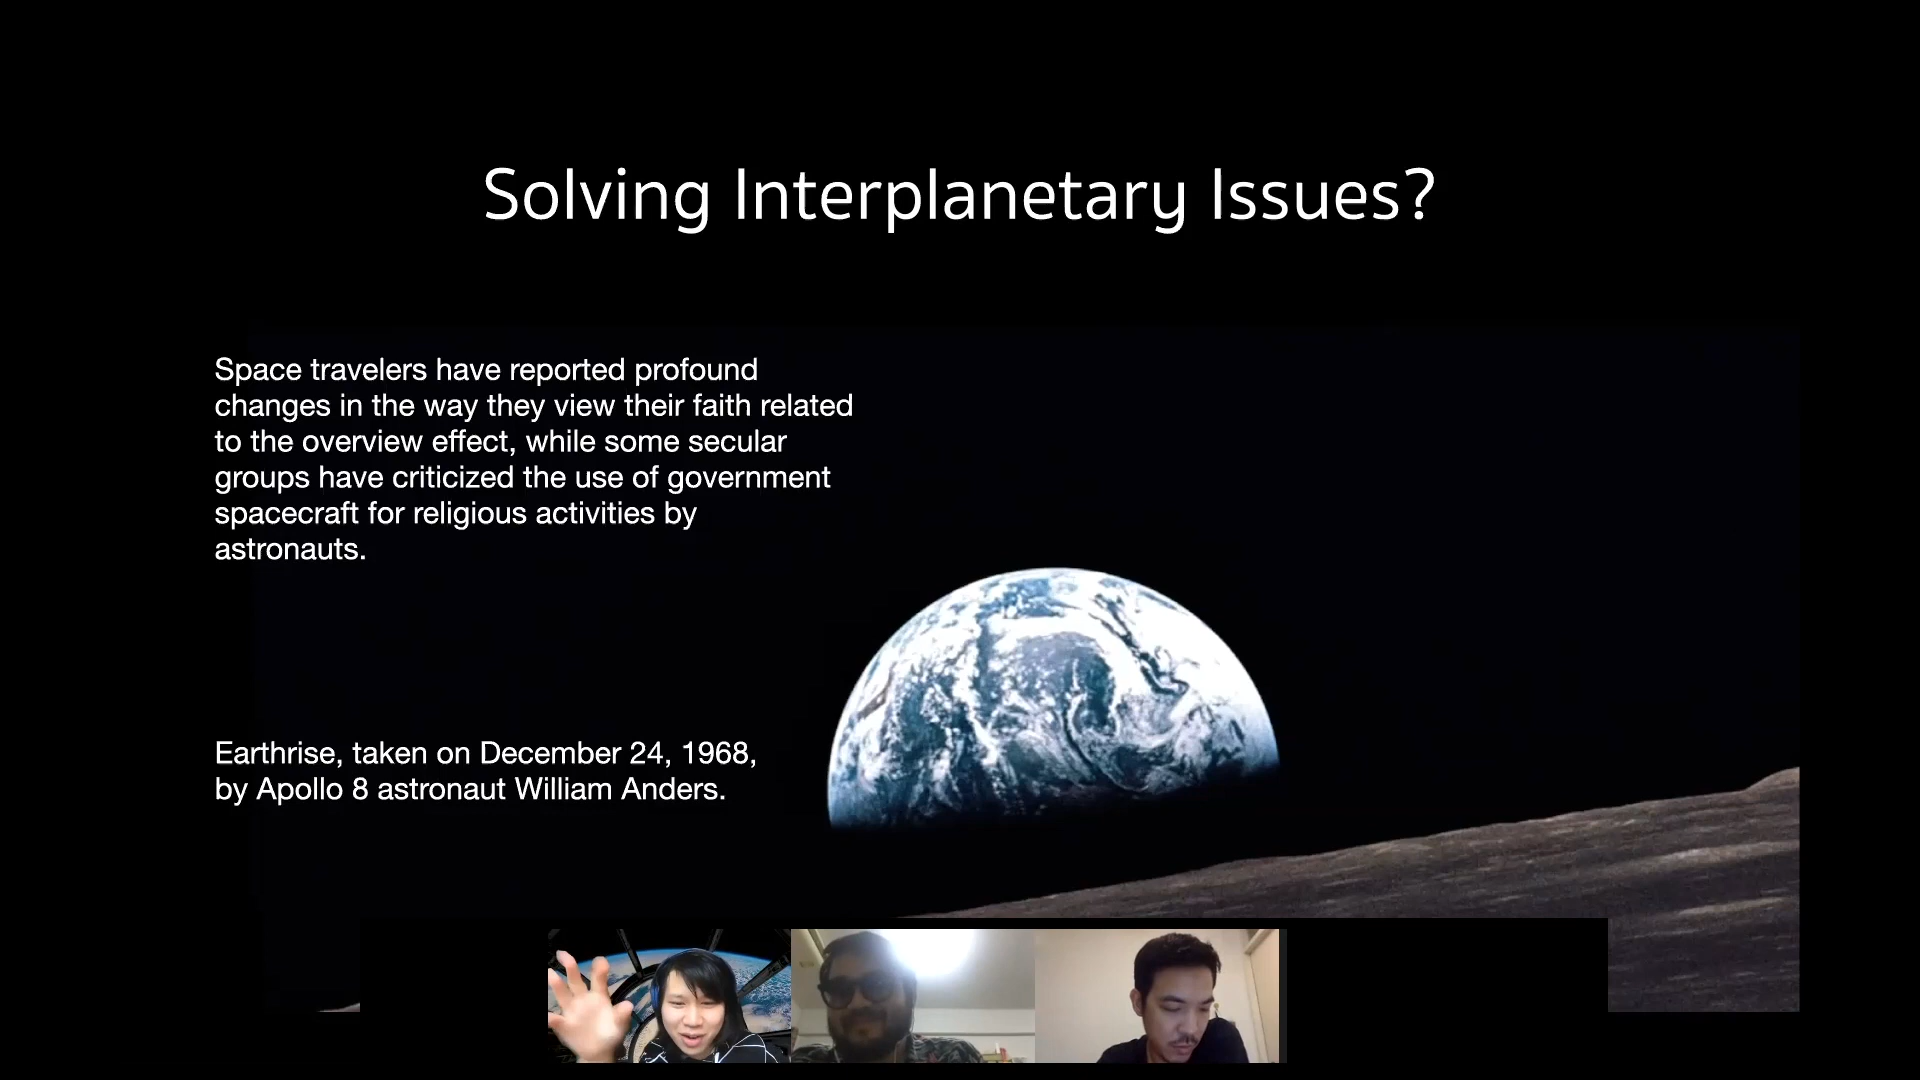 Solving Interplanetary Issues?
Space travelers have reported profound
changes in the way they view their faith related
to the overview effect, while some secular
groups have criticized the use of government
spacecraft for religious activities by
astronauts.
Earthrise, taken on December 24, 1968,
by Apollo 8 astronaut William Anders.